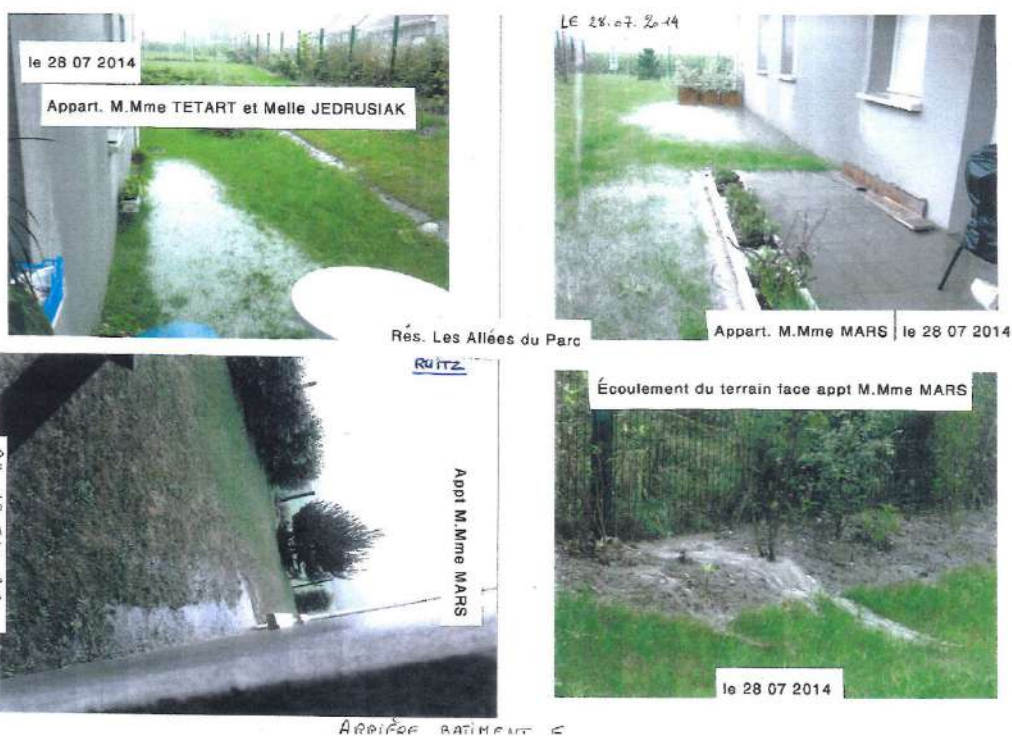 le 28 07 2014
Appart. M.Mme TETART et Melle JEDRUSIAK
LE 28.07.2014
Rés. Les Allées du Parc
Appart. M.Mme MARS le 28 07 2014
RUITZ
Écoulement du terrain face appt M.Mme MARS
Appt M.Mme MARS
le 28 07 2014
ARRIÈRE BATIMENT